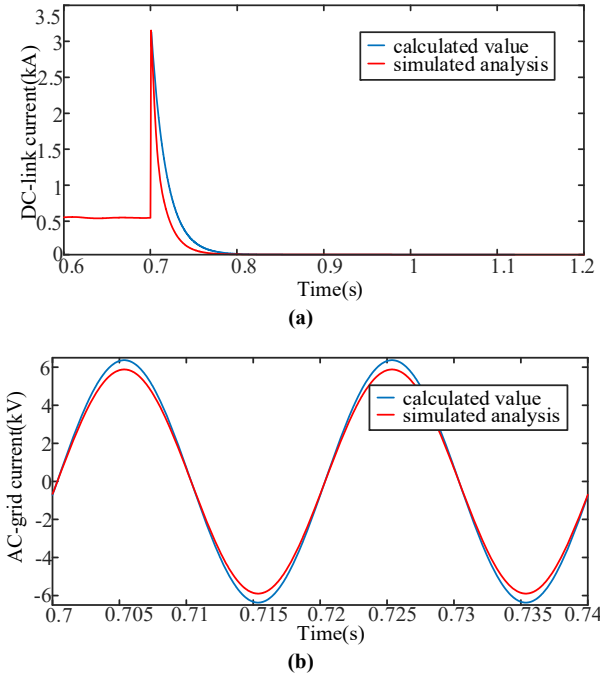 3.5
3
2.5
2
1.5
1
0.5
0
DC-link current(kA)
calculated value
simulated analysis
0.6 0.7 0.8 0.9 1 1.1 1.2
Time(s)
(a)
6
4
2
0
-2
-4
-6
AC-grid current(kV)
calculated value
simulated analysis
0.7 0.705 0.71 0.715 0.72 0.725 0.73 0.735 0.74
Time(s)
(b)